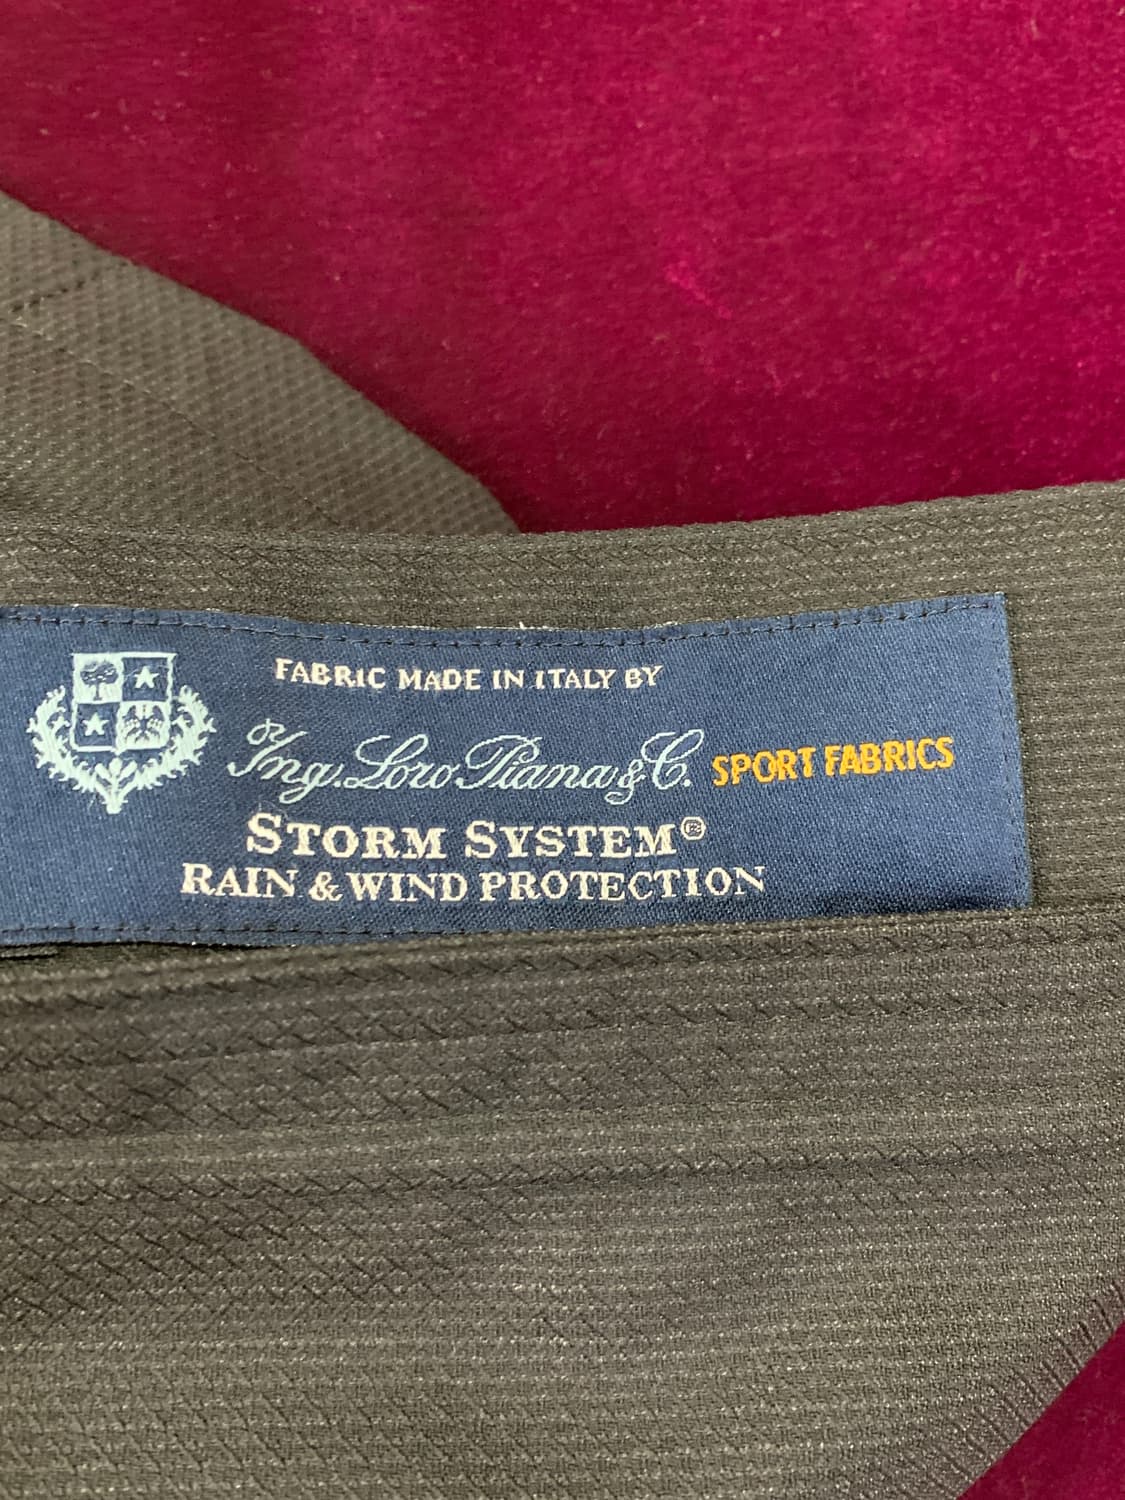 FABRIC MADE IN ITALY BY
Ing. Loro Piana & C. SPORT FABRICS
STORM SYSTEM®
RAIN & WIND PROTECTION